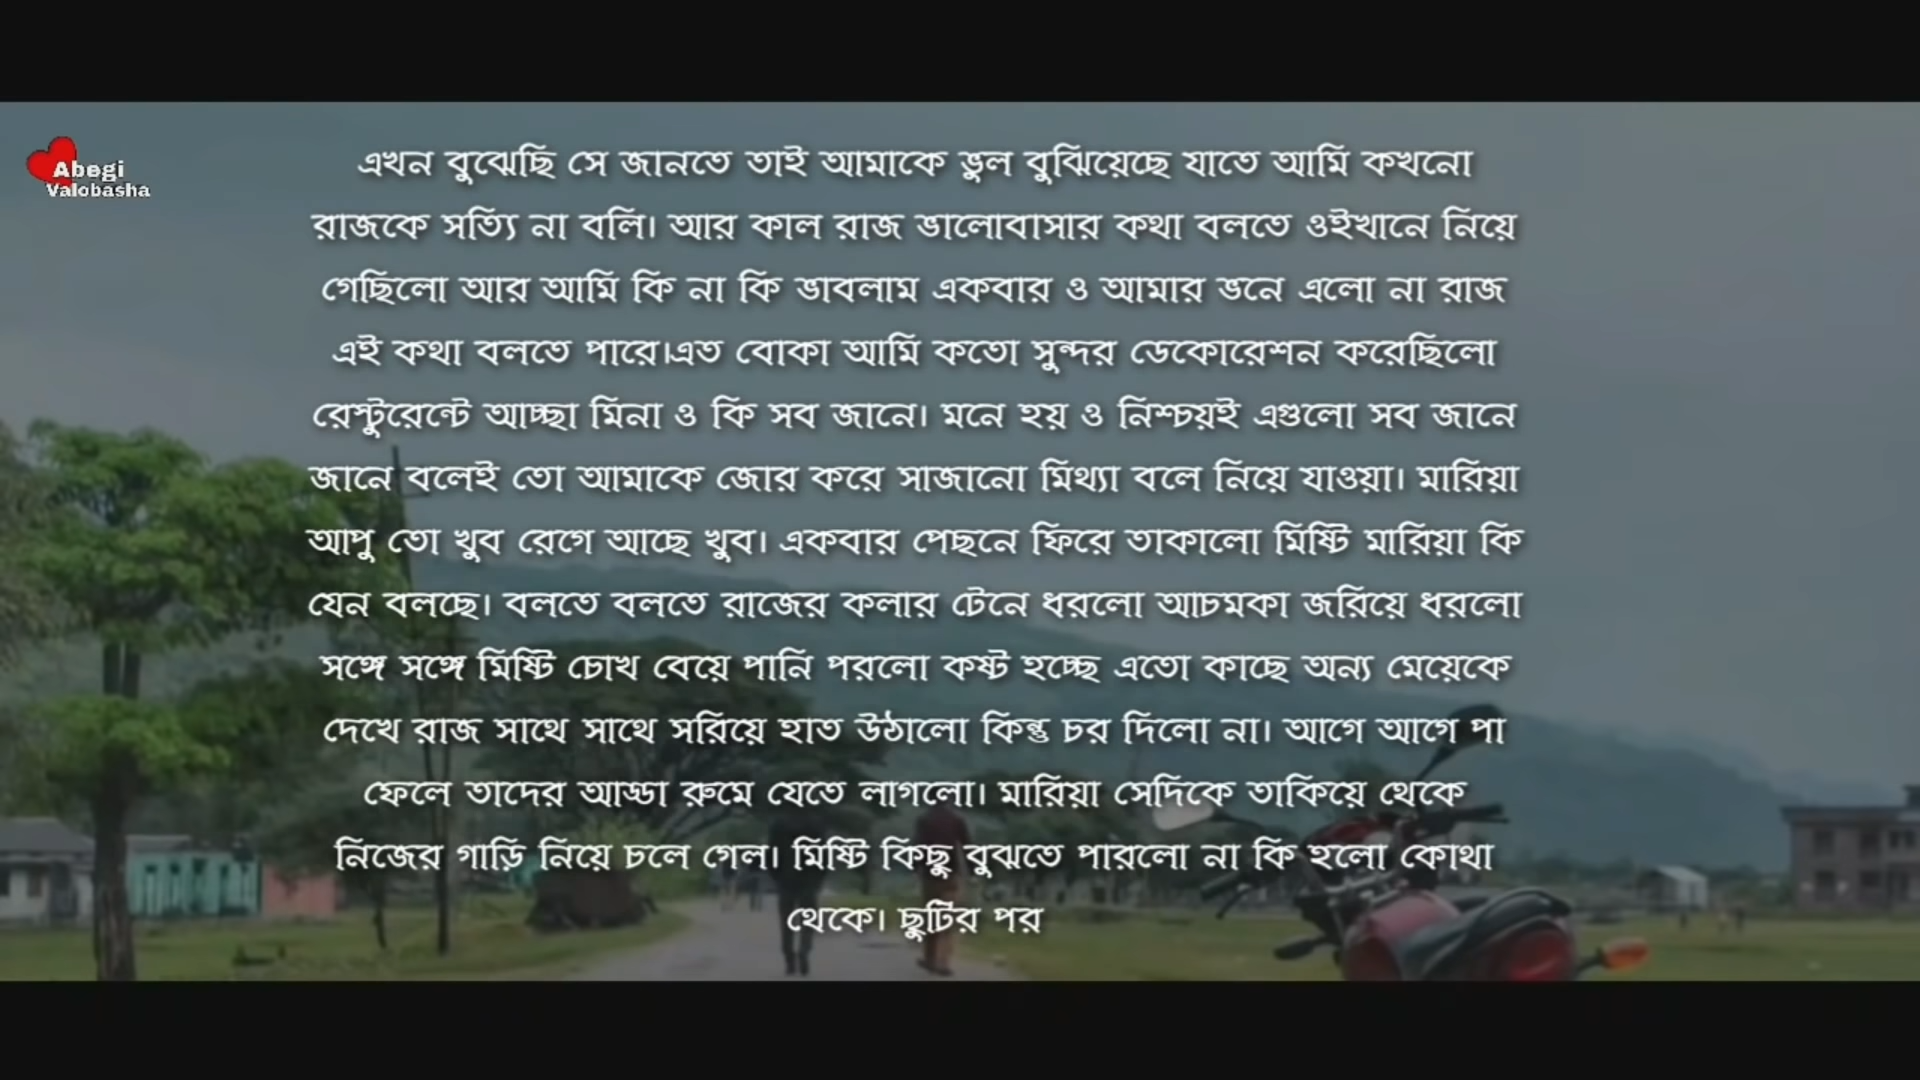 Abegi
Valobasha
এখন বুঝেছি সে জানতে তাই আমাকে ভুল বুঝিয়েছে যাতে আমি কখনো
রাজকে সত্যি না বলি। আর কাল রাজ ভালোবাসার কথা বলতে ওইখানে নিয়ে
গেছিলো আর আমি কি না কি ভাবলাম একবার ও আমার ভনে এলো না রাজ
এই কথা বলতে পারে।এত বোকা আমি কতো সুন্দর ডেকোরেশন করেছিলো
রেস্টুরেন্টে আচ্ছা মিনা ও কি সব জানে। মনে হয় ও নিশ্চয়ই এগুলো সব জানে
জানে বলেই তো আমাকে জোর করে সাজানো মিথ্যা বলে নিয়ে যাওয়া। মারিয়া
আপু তো খুব রেগে আছে খুব। একবার পেছনে ফিরে তাকালো মিষ্টি মারিয়া কি
যেন বলছে। বলতে বলতে রাজের কলার টেনে ধরলো আচমকা জরিয়ে ধরলো
সঙ্গে সঙ্গে মিষ্টি চোখ বেয়ে পানি পরলো কষ্ট হচ্ছে এতো কাছে অন্য মেয়েকে
দেখে রাজ সাথে সাথে সরিয়ে হাত উঠালো কিন্তু চর দিলো না। আগে আগে পা
ফেলে তাদের আড্ডা রুমে যেতে লাগলো। মারিয়া সেদিকে তাকিয়ে থেকে
নিজের গাড়ি নিয়ে চলে গেল। মিষ্টি কিছু বুঝতে পারলো না কি হলো কোথা
থেকে। ছুটির পর